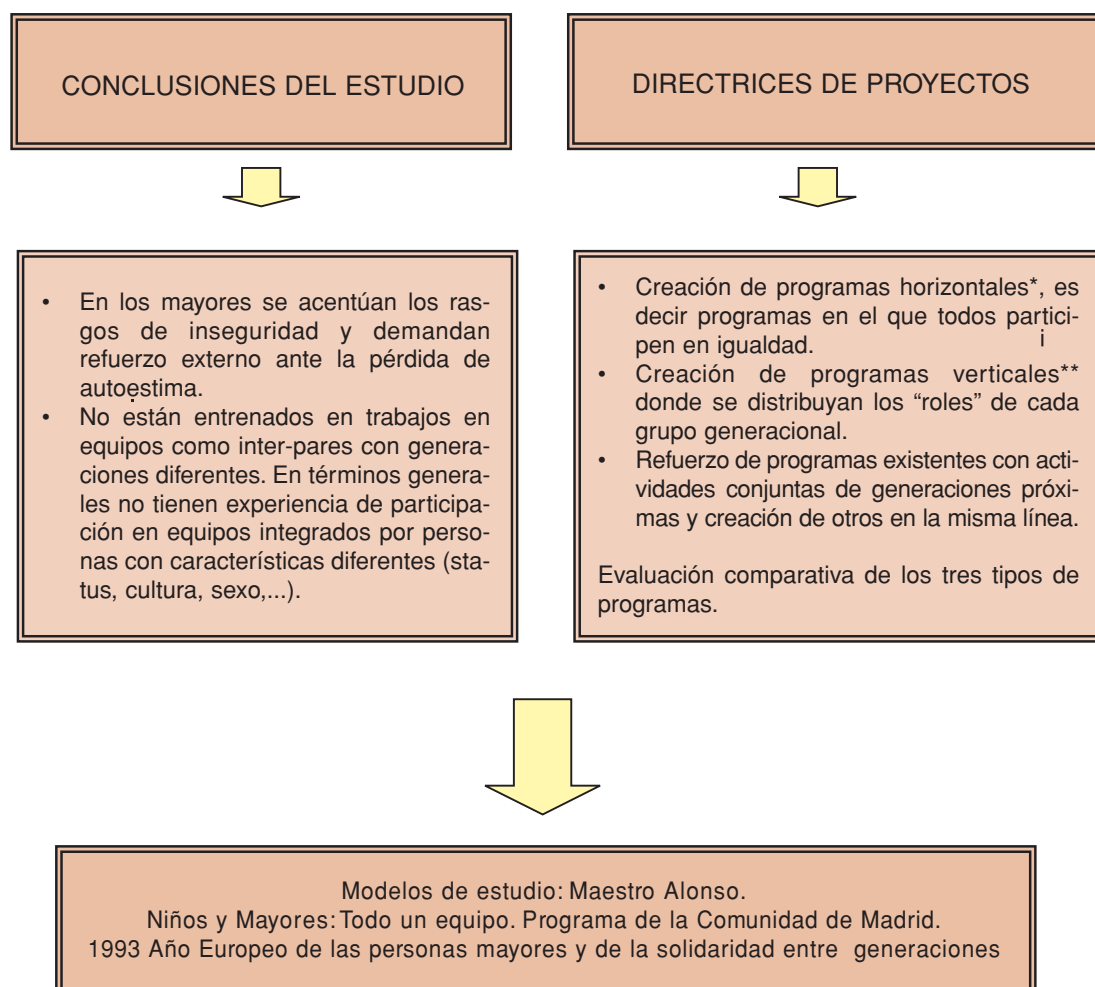 CONCLUSIONES DEL ESTUDIO
DIRECTRICES DE PROYECTOS
• En los mayores se acentúan los ras-
gos de inseguridad y demandan
refuerzo externo ante la pérdida de
autoestima.
• No están entrenados en trabajos en
equipos como inter-pares con genera-
ciones diferentes. En términos genera-
les no tienen experiencia de participa-
ción en equipos integrados por perso-
nas con características diferentes (sta-
tus, cultura, sexo,...).
• Creación de programas horizontales*, es
decir programas en el que todos partici-
pen en igualdad.
i
• Creación de programas verticales**
donde se distribuyan los “roles” de cada
grupo generacional.
• Refuerzo de programas existentes con acti-
vidades conjuntas de generaciones próxi-
mas y creación de otros en la misma línea.
Evaluación comparativa de los tres tipos de
programas.
Modelos de estudio: Maestro Alonso.
Niños y Mayores: Todo un equipo. Programa de la Comunidad de Madrid.
1993 Año Europeo de las personas mayores y de la solidaridad entre generaciones